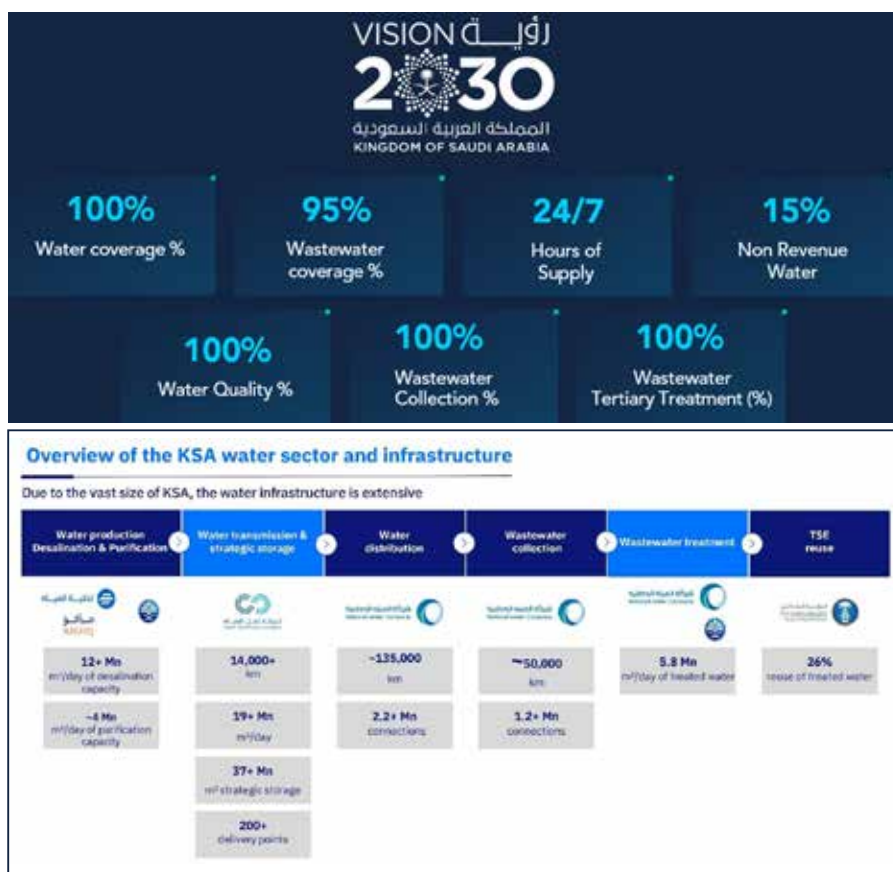 VISION رؤيــة
2030
المملكة العربية السعودية
KINGDOM OF SAUDI ARABIA
100%
Water coverage %
95%
Wastewater
coverage %
24/7
Hours of
Supply
15%
Non Revenue
Water
100%
Water Quality %
100%
Wastewater
Collection %
100%
Wastewater
Tertiary Treatment (%)
Overview of the KSA water sector and infrastructure
Due to the vast size of KSA, the water infrastructure is extensive
Water production
Desalination & Purification
Water transmission &
strategic storage
Water
distribution
Wastewater
collection
Wastewater treatment
TSE
reuse
12+ Mn
m³/day of desalination
capacity
~4 Mn
m³/day of purification
capacity
14,000+
km
19+ Mn
m³/day
37+ Mn
m³ strategic storage
200+
delivery points
~135,000
km
2.2+ Mn
connections
~50,000
km
1.2+ Mn
connections
5.8 Mn
m³/day of treated water
26%
reuse of treated water